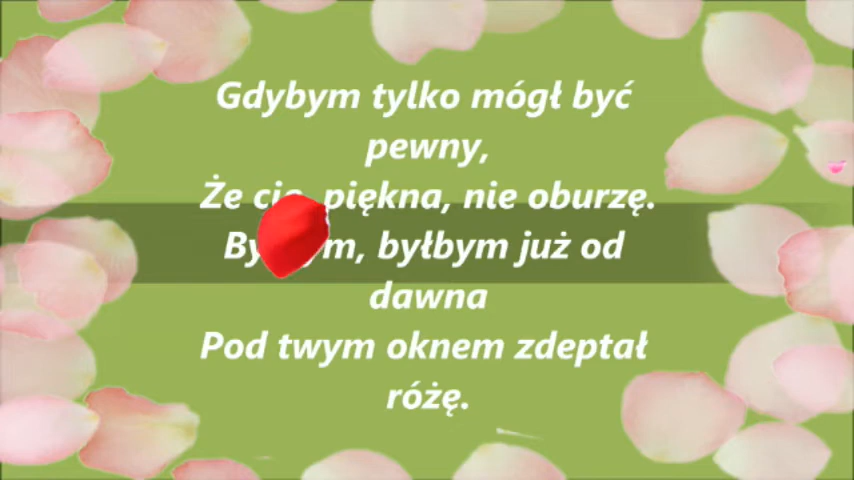 Gdybym tylko mógł być
pewny,
Że piękna, nie oburzę.
byłbym już od
dawna
Pod twym oknem zdeptał
różę.